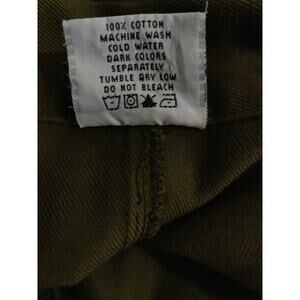 100% COTTON
MACHINE WASH
COLD WATER
DARK COLORS
SEPARATELY
TUMBLE DRY LOW
DO NOT BLEACH